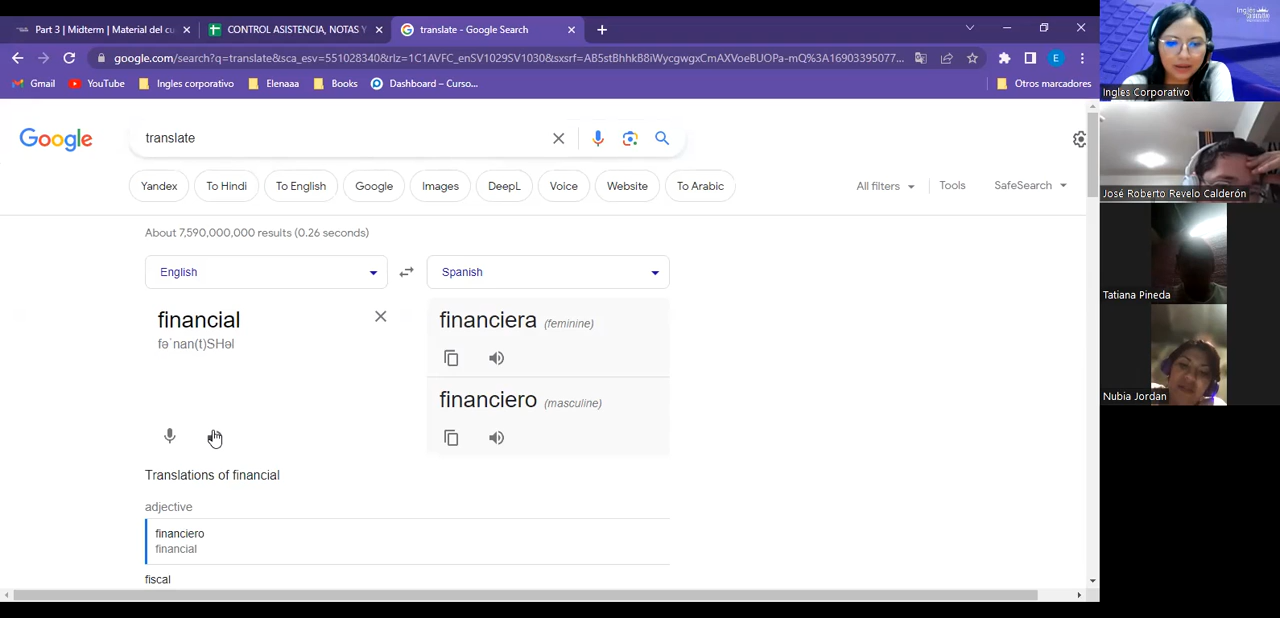 Part 3 | Midterm | Material del cu
CONTROL ASISTENCIA, NOTAS Y
translate - Google Search
google.com/search?q=translate&sca_esv=551028340&rlz=1C1AVFC_enSV1029SV1030&sxsrf=AB5stBhhkB8iWycgwgxCmAXVoeBUOPa-mQ%3A16903395077...
E
Gmail
YouTube
Ingles corporativo
Elenaaa
Books
Dashboard – Curso...
Otros marcadores
Google
translate
Yandex
To Hindi
To English
Google
Images
DeepL
Voice
Website
To Arabic
All filters
Tools
SafeSearch
About 7,590,000,000 results (0.26 seconds)
English
Spanish
financial
fəˈnan(t)SHəl
financiera (feminine)
financiero (masculine)
Translations of financial
adjective
financiero
financial
fiscal
Ingles Corporativo
José Roberto Revelo Calderón
Tatiana Pineda
Nubia Jordan